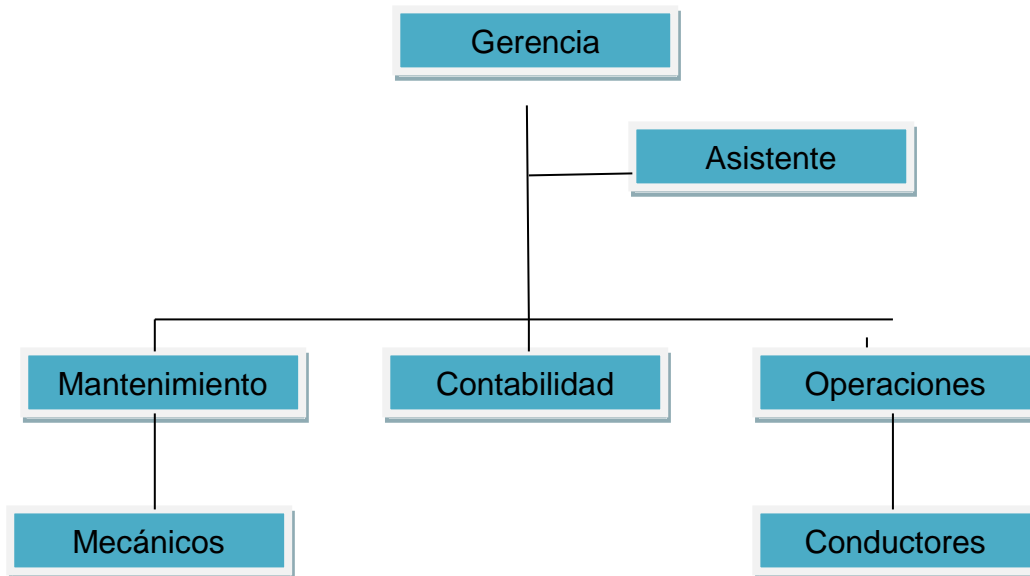 Gerencia
Asistente
Mantenimiento
Contabilidad
Operaciones
Mecánicos
Conductores